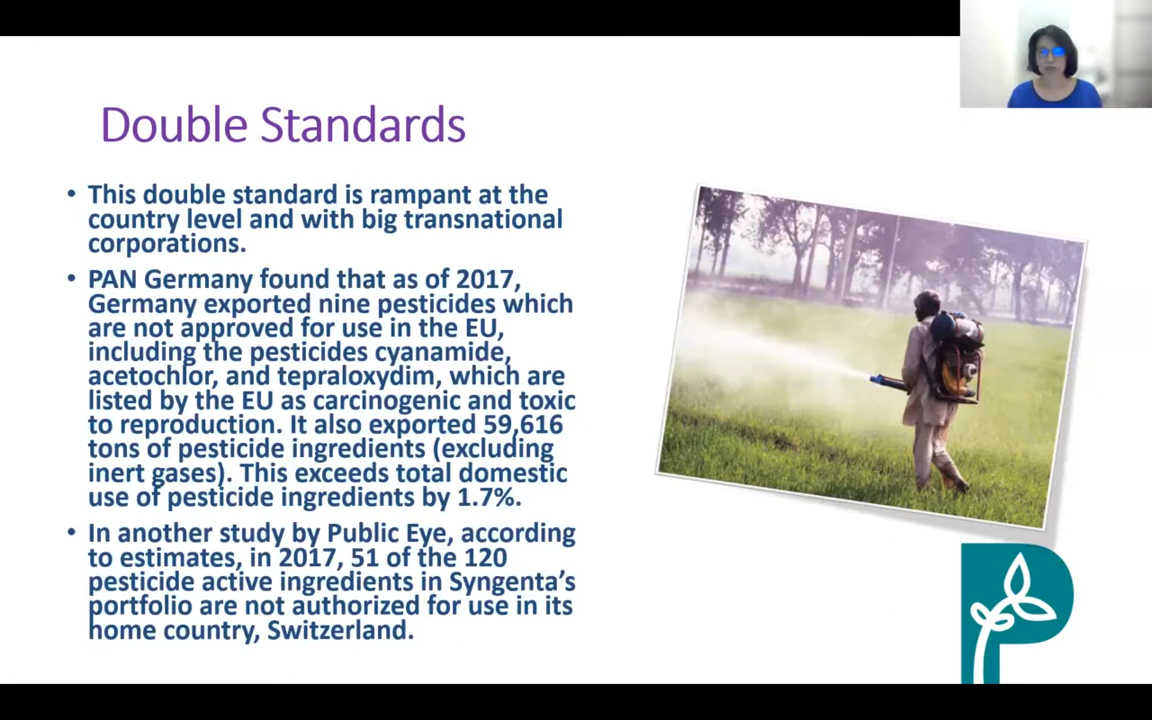 Double Standards
• This double standard is rampant at the
country level and with big transnational
corporations.
• PAN Germany found that as of 2017,
Germany exported nine pesticides which
are not approved for use in the EU,
including the pesticides cyanamide,
acetochlor, and tepraloxydim, which are
listed by the EU as carcinogenic and toxic
to reproduction. It also exported 59,616
tons of pesticide ingredients (excluding
inert gases). This exceeds total domestic
use of pesticide ingredients by 1.7%.
• In another study by Public Eye, according
to estimates, in 2017, 51 of the 120
pesticide active ingredients in Syngenta’s
portfolio are not authorized for use in its
home country, Switzerland.
P